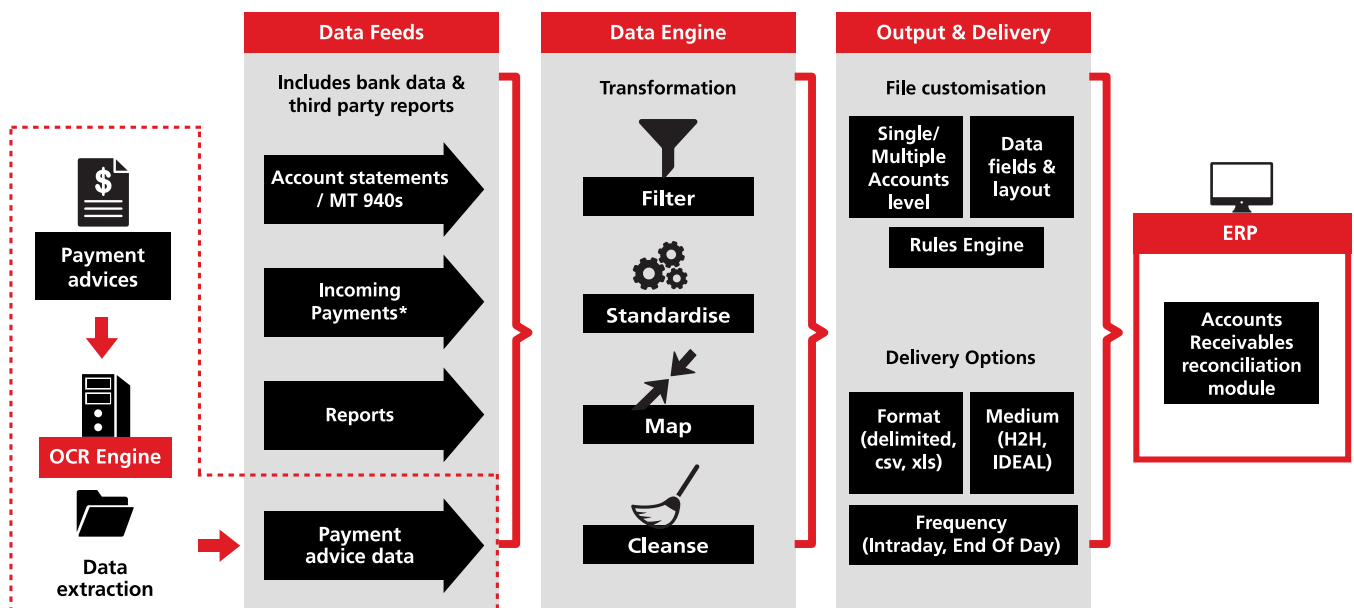 Data Feeds
Data Engine
Output & Delivery
Includes bank data &
third party reports
Transformation
File customisation
$
Payment
advices
OCR Engine
Data
extraction
Account statements
/ MT 940s
Incoming
Payments*
Reports
Payment
advice data
Filter
Standardise
Map
Cleanse
Single/
Multiple
Accounts
level
Data
fields &
layout
Rules Engine
Delivery Options
Format
(delimited,
csv, xls)
Medium
(H2H,
IDEAL)
Frequency
(Intraday, End Of Day)
ERP
Accounts
Receivables
reconciliation
module